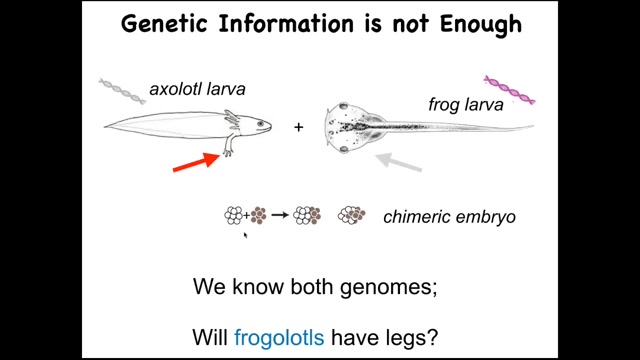 Genetic Information is not Enough
axolotl larva
frog larva
+
+
chimeric embryo
We know both genomes;
Will frogolotls have legs?